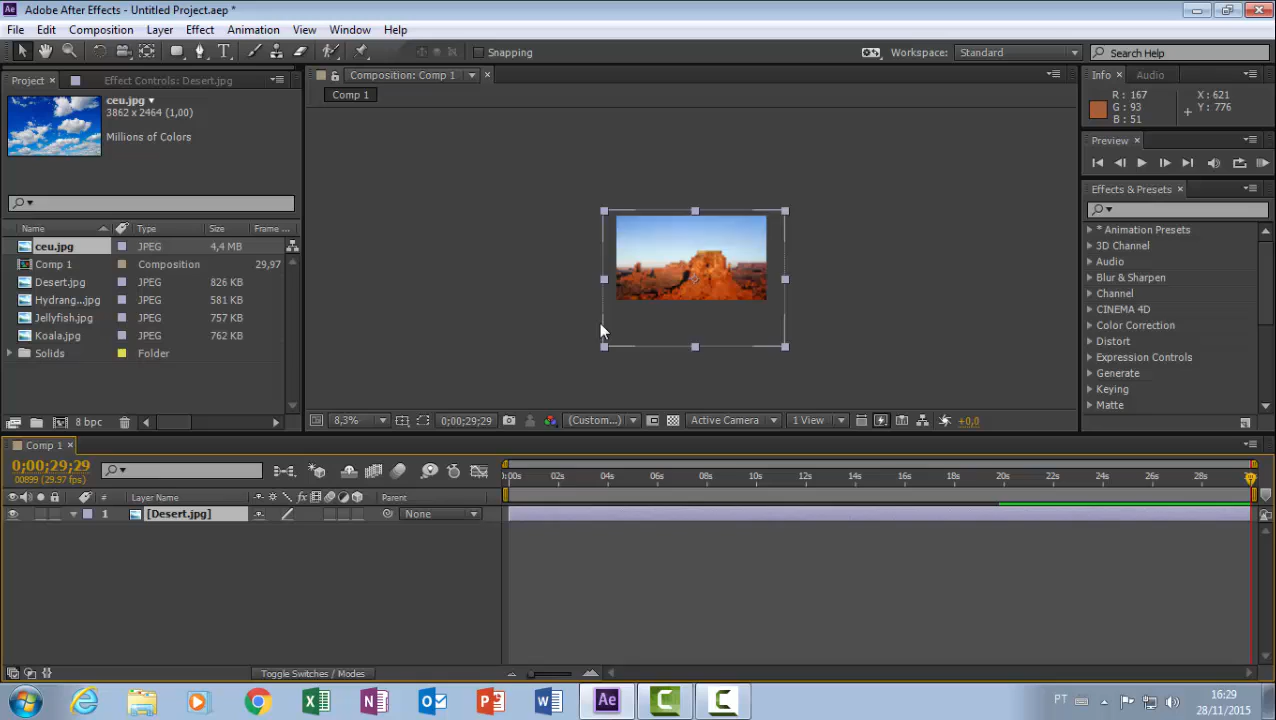 Ae Adobe After Effects - Untitled Project.aep *
File Edit Composition Layer Effect Animation View Window Help
Snapping Workspace: Standard Search Help
Project Effect Controls: Desert.jpg
ceu.jpg
3862 x 2464 (1,00)
Millions of Colors
Name Type Size Frame ...
ceu.jpg JPEG 4,4 MB
Comp 1 Composition 29,97
Desert.jpg JPEG 826 KB
Hydrang...jpg JPEG 581 KB
Jellyfish.jpg JPEG 757 KB
Koala.jpg JPEG 762 KB
Solids Folder
8 bpc
Composition: Comp 1
Comp 1
8,3% 0;00;29;29 (Custom...) Active Camera 1 View +0,0
Info Audio
R : 167 X : 621
G : 93 Y : 776
B : 51
Preview
Effects & Presets
* Animation Presets
3D Channel
Audio
Blur & Sharpen
Channel
CINEMA 4D
Color Correction
Distort
Expression Controls
Generate
Keying
Matte
Comp 1
0;00;29;29
00899 (29.97 fps)
:00s 02s 04s 06s 08s 10s 12s 14s 16s 18s 20s 22s 24s 26s 28s
# Layer Name Parent
1 [Desert.jpg] fx None
Toggle Switches / Modes
PT 16:29
28/11/2015